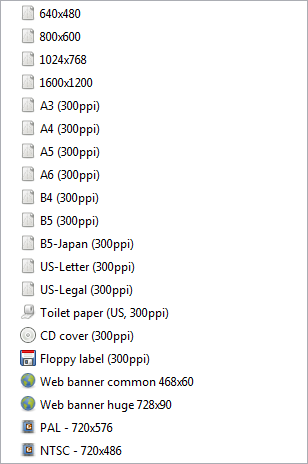 640x480
800x600
1024x768
1600x1200
A3 (300ppi)
A4 (300ppi)
A5 (300ppi)
A6 (300ppi)
B4 (300ppi)
B5 (300ppi)
B5-Japan (300ppi)
US-Letter (300ppi)
US-Legal (300ppi)
Toilet paper (US, 300ppi)
CD cover (300ppi)
Floppy label (300ppi)
Web banner common 468x60
Web banner huge 728x90
PAL - 720x576
NTSC - 720x486